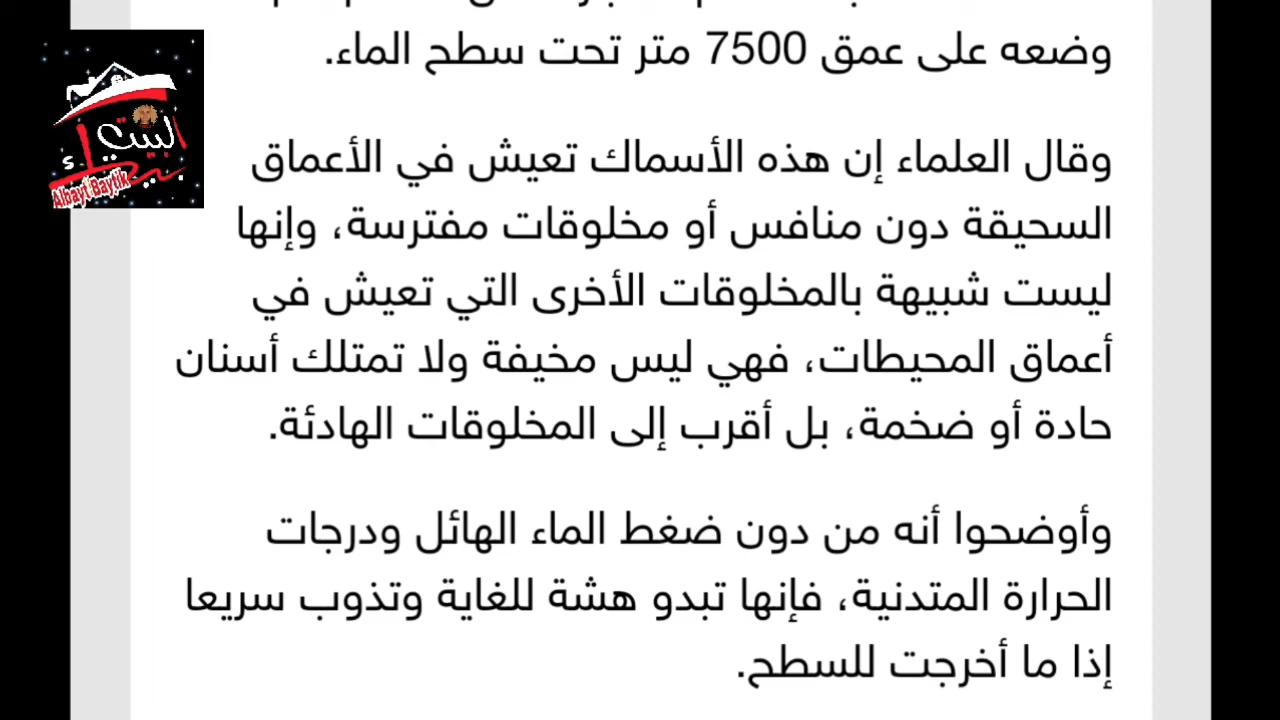 وضعه على عمق 7500 متر تحت سطح الماء.
وقال العلماء إن هذه الأسماك تعيش في الأعماق
السحيقة دون منافس أو مخلوقات مفترسة، وإنها
ليست شبيهة بالمخلوقات الأخرى التي تعيش في
أعماق المحيطات، فهي ليس مخيفة ولا تمتلك أسنان
حادة أو ضخمة، بل أقرب إلى المخلوقات الهادئة.
وأوضحوا أنه من دون ضغط الماء الهائل ودرجات
الحرارة المتدنية، فإنها تبدو هشة للغاية وتذوب سريعا
إذا ما أخرجت للسطح.
البيت
بيتك
Albayt Baytik